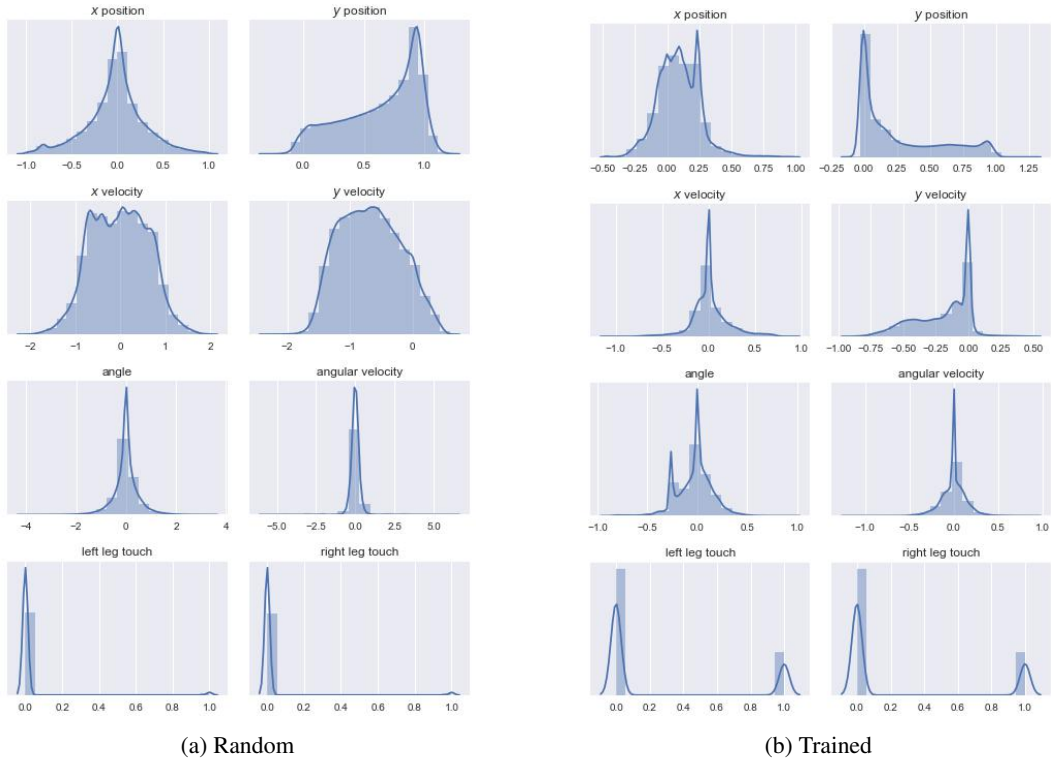 x position
y position
−1.0 −0.5 0.0 0.5 1.0
0.0 0.5 1.0
x velocity
y velocity
−2 −1 0 1 2
−2 −1 0
angle
angular velocity
−4 −2 0 2 4
−5.0 −2.5 0.0 2.5 5.0
left leg touch
right leg touch
0.0 0.2 0.4 0.6 0.8 1.0
0.0 0.2 0.4 0.6 0.8 1.0
(a) Random
x position
y position
−0.50 −0.25 0.00 0.25 0.50 0.75 1.00
0.00 0.25 0.50 0.75 1.00 1.25
x velocity
y velocity
−1.0 −0.5 0.0 0.5 1.0
−1.00 −0.75 −0.50 −0.25 0.00 0.25 0.50
angle
angular velocity
−1.0 −0.5 0.0 0.5 1.0
−1.0 −0.5 0.0 0.5 1.0
left leg touch
right leg touch
0.0 0.2 0.4 0.6 0.8 1.0
0.0 0.2 0.4 0.6 0.8 1.0
(b) Trained